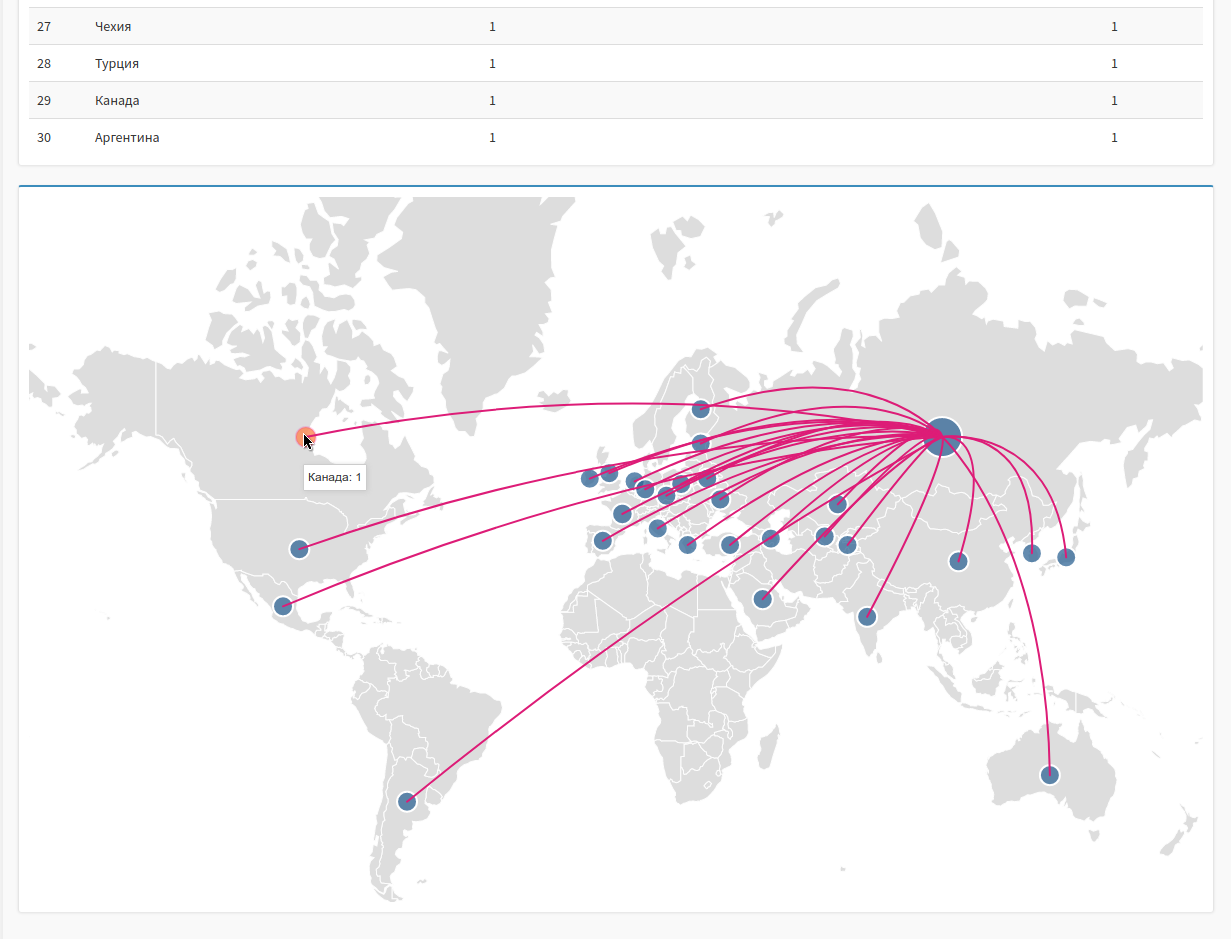 27 Чехия 1 1
28 Турция 1 1
29 Канада 1 1
30 Аргентина 1 1
Канада: 1